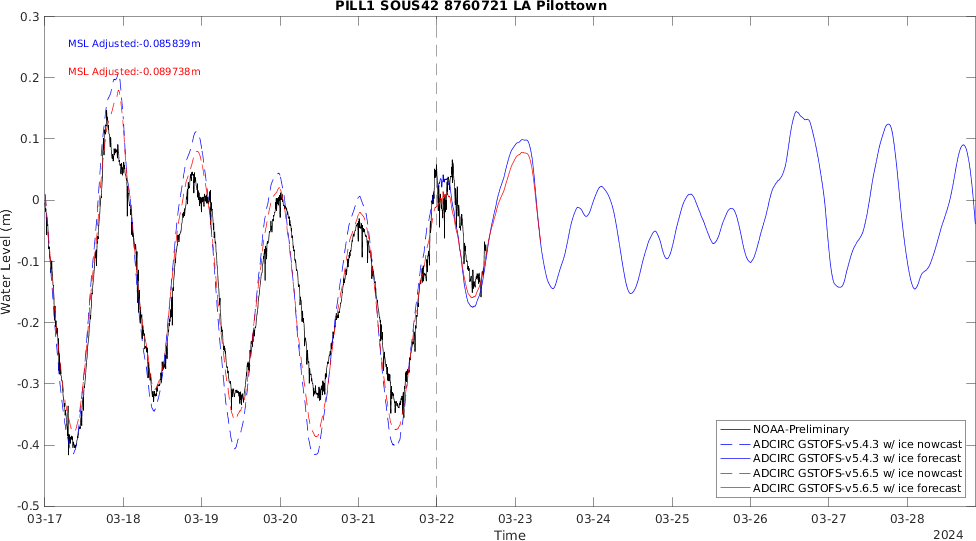 PILL1 SOUS42 8760721 LA Pilottown
MSL Adjusted:-0.085839m
MSL Adjusted:-0.089738m
Water Level (m)
0.3
0.2
0.1
0
-0.1
-0.2
-0.3
-0.4
-0.5
NOAA-Preliminary
ADCIRC GSTOFS-v5.4.3 w/ ice nowcast
ADCIRC GSTOFS-v5.4.3 w/ ice forecast
ADCIRC GSTOFS-v5.6.5 w/ ice nowcast
ADCIRC GSTOFS-v5.6.5 w/ ice forecast
03-17 03-18 03-19 03-20 03-21 03-22 03-23 03-24 03-25 03-26 03-27 03-28
Time
2024